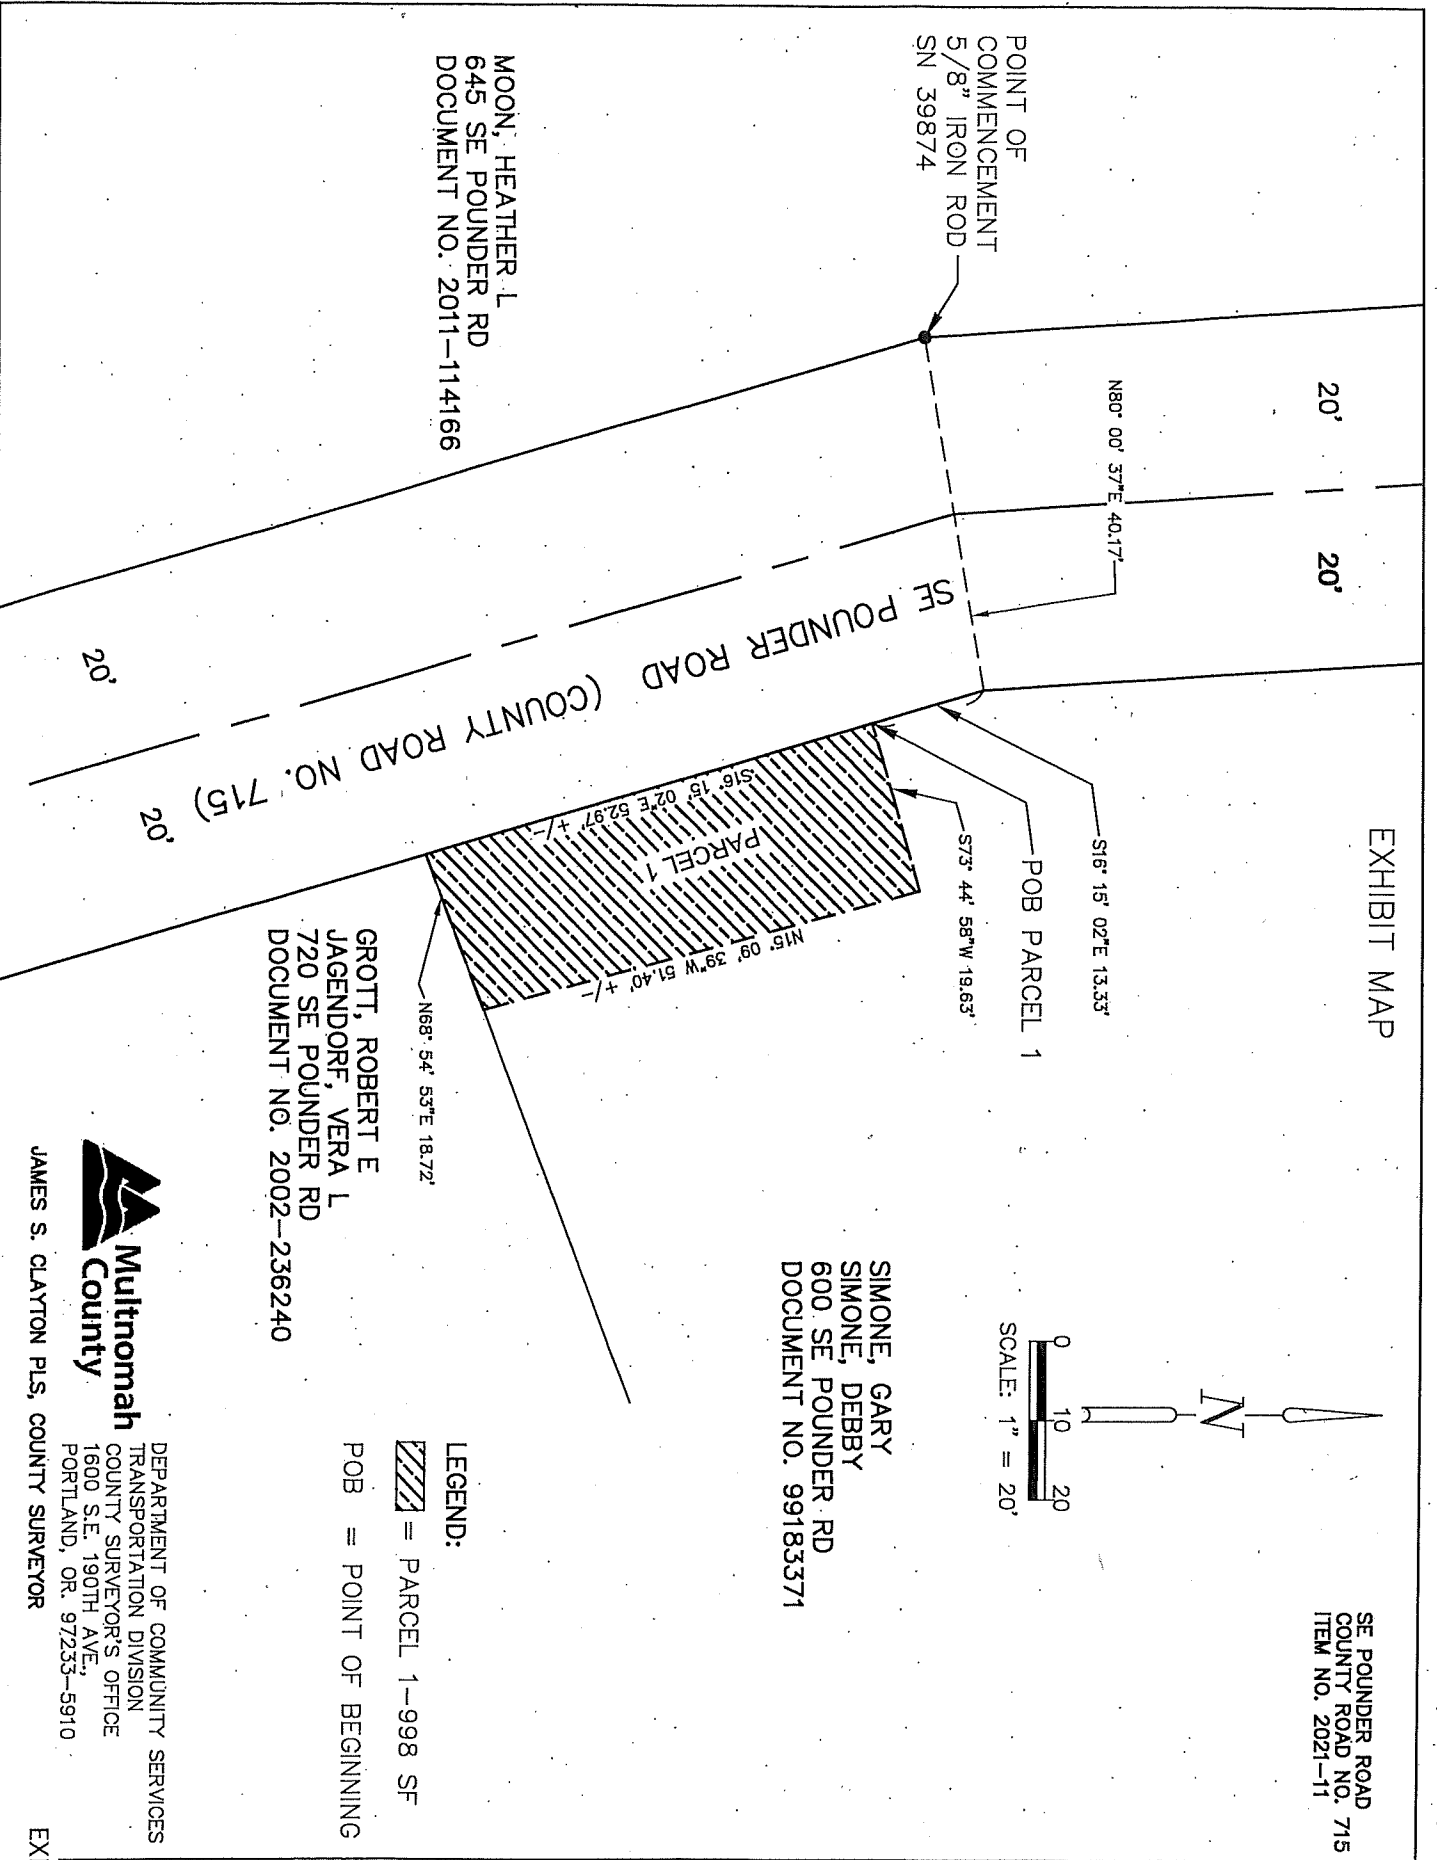 EXHIBIT MAP
SE POUNDER ROAD
COUNTY ROAD NO. 715
ITEM NO. 2021-11
20'
20'
N80° 00' 37"E 40.17'
POINT OF
COMMENCEMENT
5/8" IRON ROD
SN 39874
S16° 15' 02"E 13.33'
POB PARCEL 1
S73° 44' 58"W 19.63'
N
0 10 20
SCALE: 1" = 20'
SE POUNDER ROAD (COUNTY ROAD NO. 715)
S16° 15' 02"E 52.97' +/-
PARCEL 1
N15° 09' 39"W 51.40' +/-
SIMONE, GARY
SIMONE, DEBBY
600 SE POUNDER RD
DOCUMENT NO. 99183371
MOON, HEATHER L
645 SE POUNDER RD
DOCUMENT NO. 2011-114166
N68° 54' 53"E 18.72'
GROTT, ROBERT E
JAGENDORF, VERA L
720 SE POUNDER RD
DOCUMENT NO. 2002-236240
LEGEND:
= PARCEL 1-998 SF
POB = POINT OF BEGINNING
20'
20'
Multnomah
County
DEPARTMENT OF COMMUNITY SERVICES
TRANSPORTATION DIVISION
COUNTY SURVEYOR'S OFFICE
1600 S.E. 190TH AVE.,
PORTLAND, OR. 97233-5910
JAMES S. CLAYTON PLS, COUNTY SURVEYOR
EX